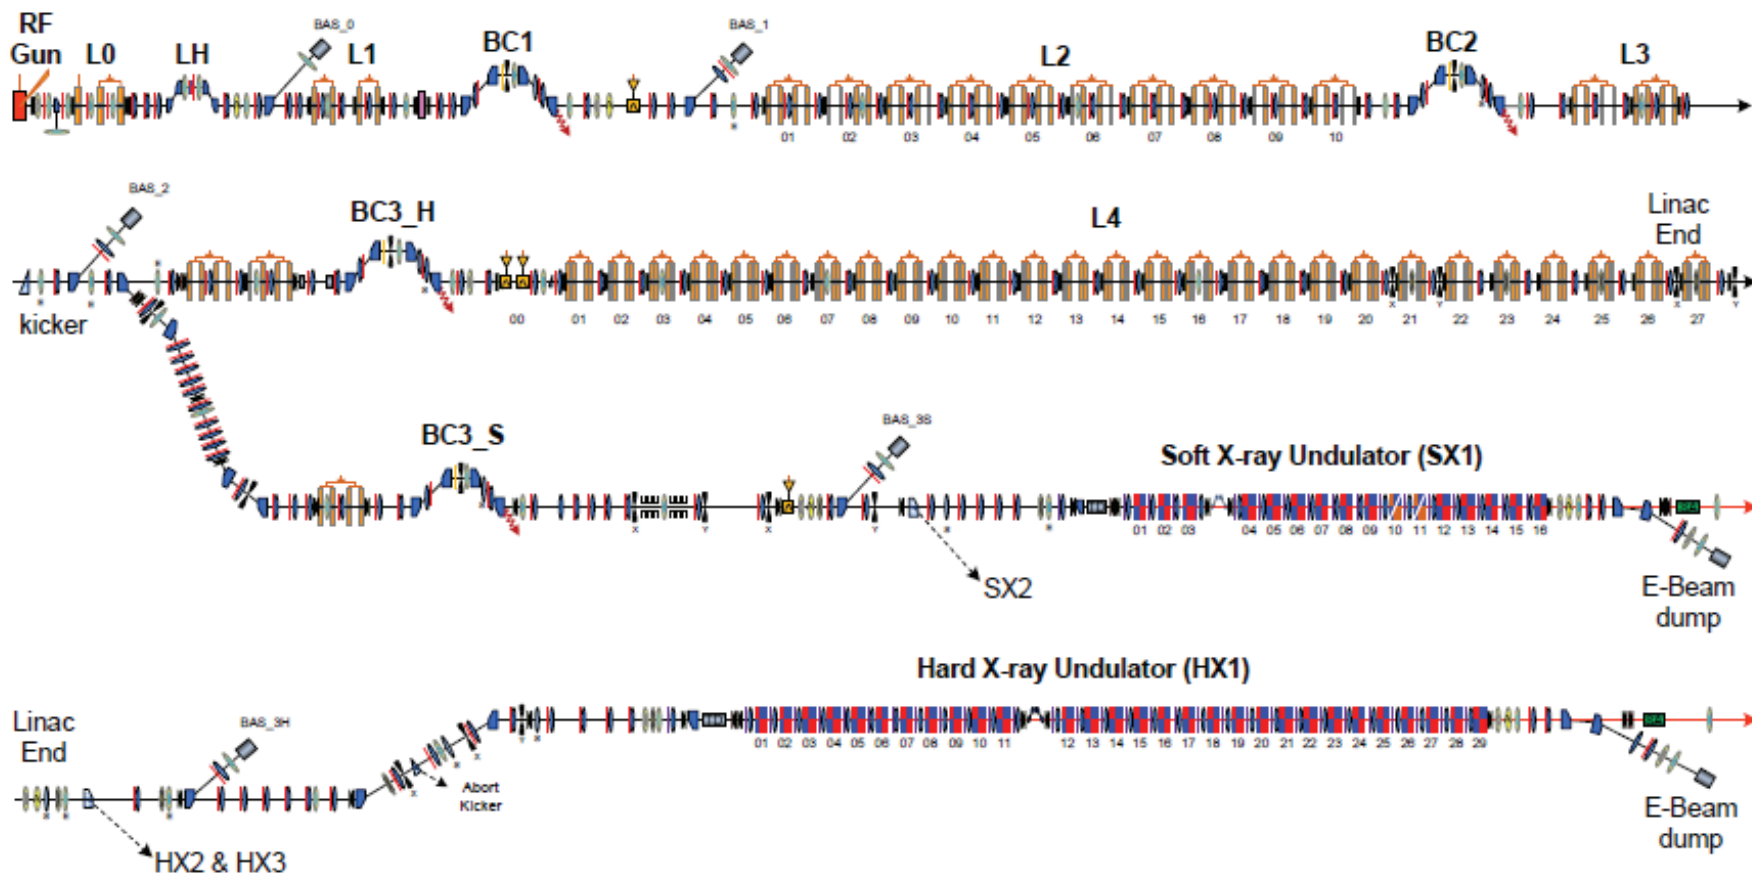 RF
Gun
L0
LH
BAS_0
L1
BC1
BAS_1
L2
BC2
L3
01 02 03 04 05 06 07 08 09 10
BAS_2
BC3_H
L4
Linac
End
kicker
00 01 02 03 04 05 06 07 08 09 10 11 12 13 14 15 16 17 18 19 20 X 21 Y 22 23 24 25 26 X 27 Y
BC3_S
BAS_3S
Soft X-ray Undulator (SX1)
X Y X Y
01 02 03 04 05 06 07 08 09 10 11 12 13 14 15 16
SX2
E-Beam
dump
Hard X-ray Undulator (HX1)
Linac
End
BAS_3H
01 02 03 04 05 06 07 08 09 10 11 12 13 14 15 16 17 18 19 20 21 22 23 24 25 26 27 28 29
Abort
Kicker
E-Beam
dump
HX2 & HX3